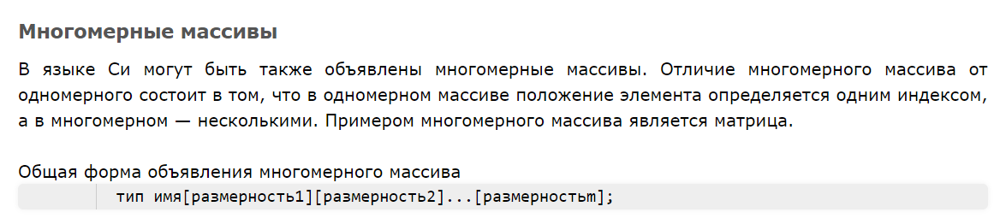 Многомерные массивы
В языке Си могут быть также объявлены многомерные массивы. Отличие многомерного массива от
одномерного состоит в том, что в одномерном массиве положение элемента определяется одним индексом,
а в многомерном — несколькими. Примером многомерного массива является матрица.
Общая форма объявления многомерного массива
тип имя[размерность1][размерность2]...[размерностьm];